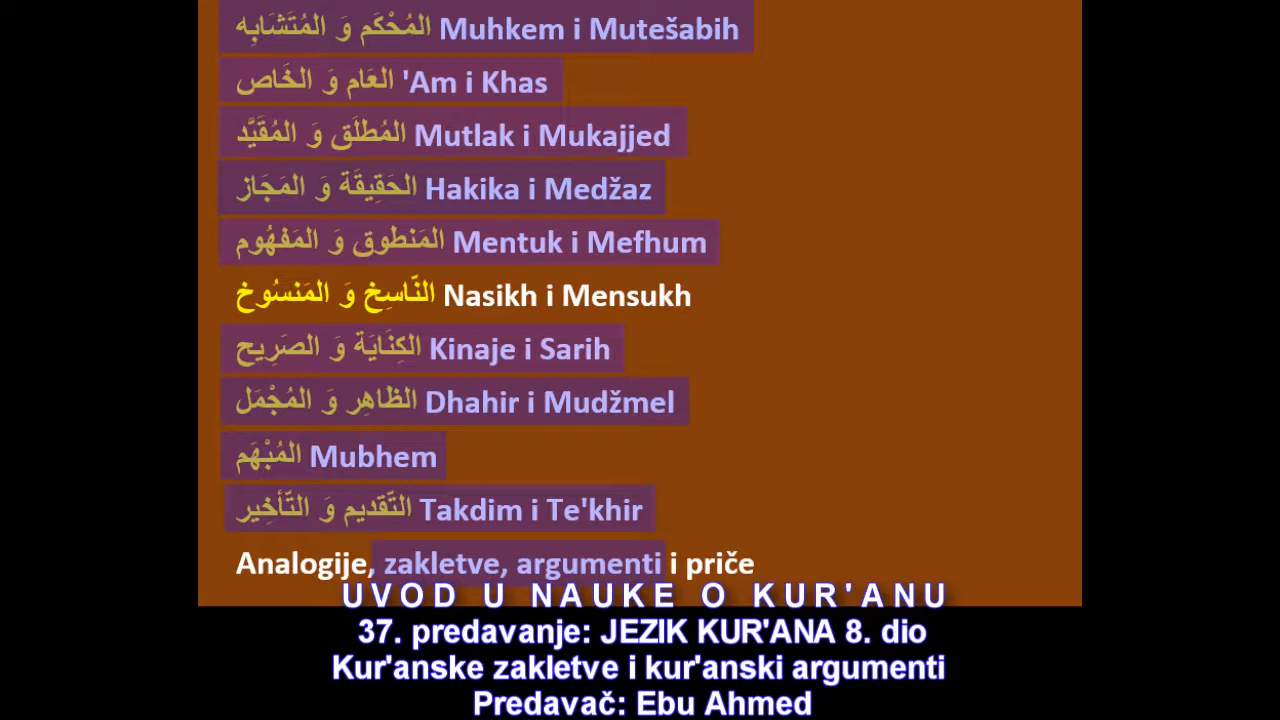 المُحْكَم وَ المُتَشَابِه Muhkem i Mutešabih
العَام وَ الخَاص 'Am i Khas
المُطلَق وَ المُقَيَّد Mutlak i Mukajjed
الحَقِيقَة وَ المَجَاز Hakika i Medžaz
المَنطوق وَ المَفهُوم Mentuk i Mefhum
النَّاسِخ وَ المَنسُوخ Nasikh i Mensukh
الكِنَايَة وَ الصَرِيح Kinaje i Sarih
الظاهِر وَ المُجْمَل Dhahir i Mudžmel
المُبْهَم Mubhem
التَّقديم وَ التَّأخِير Takdim i Te'khir
Analogije, zakletve, argumenti i priče
UVOD U NAUKE O KUR'ANU
37. predavanje: JEZIK KUR'ANA 8. dio
Kur'anske zakletve i kur'anski argumenti
Predavač: Ebu Ahmed